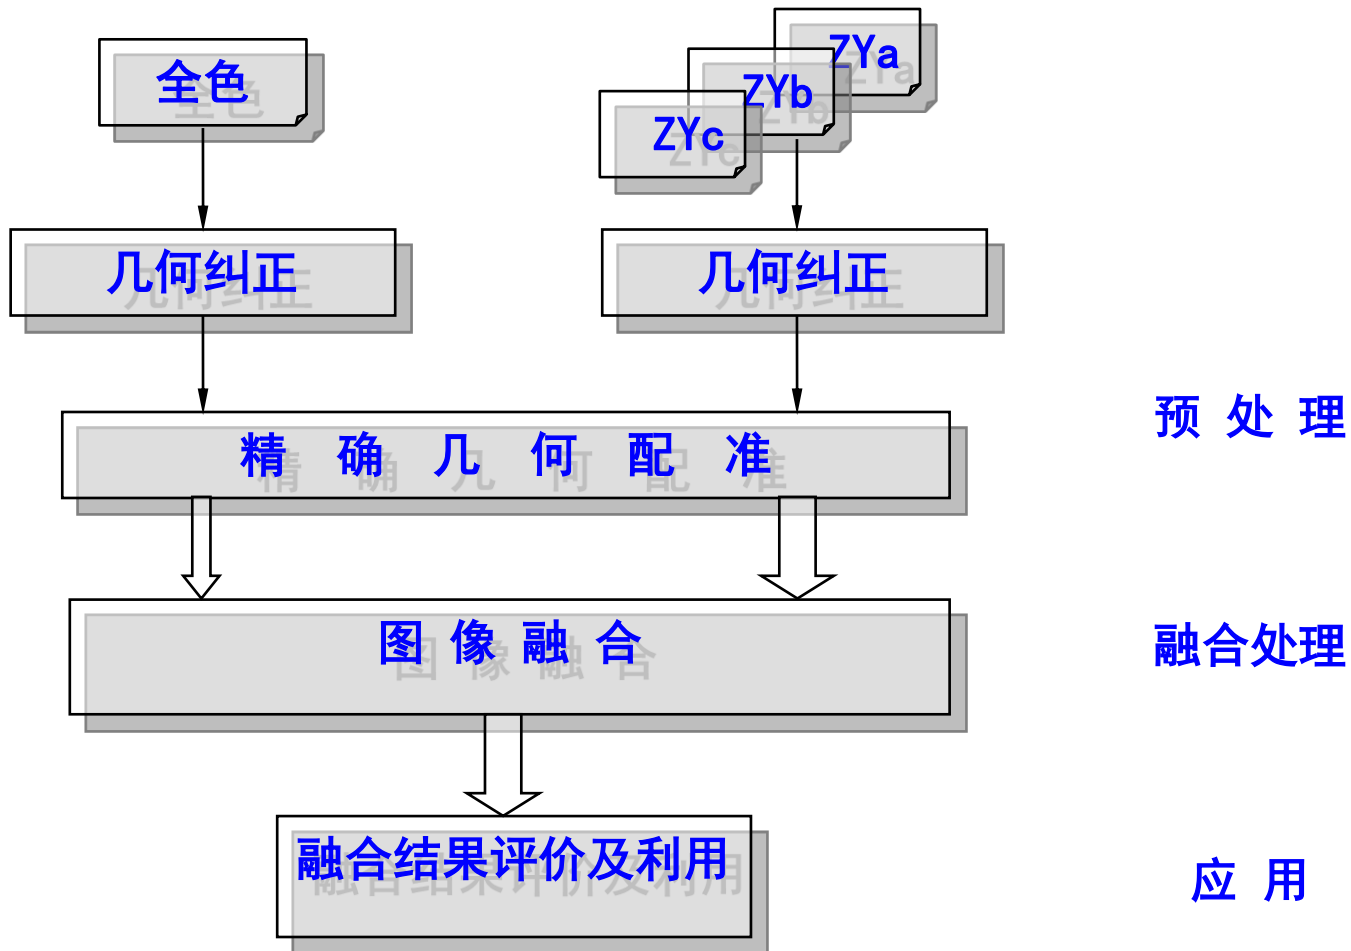 全色
ZYa
ZYb
ZYc
几何纠正
几何纠正
预 处 理
精 确 几 何 配 准
图 像 融 合
融合处理
融合结果评价及利用
应 用